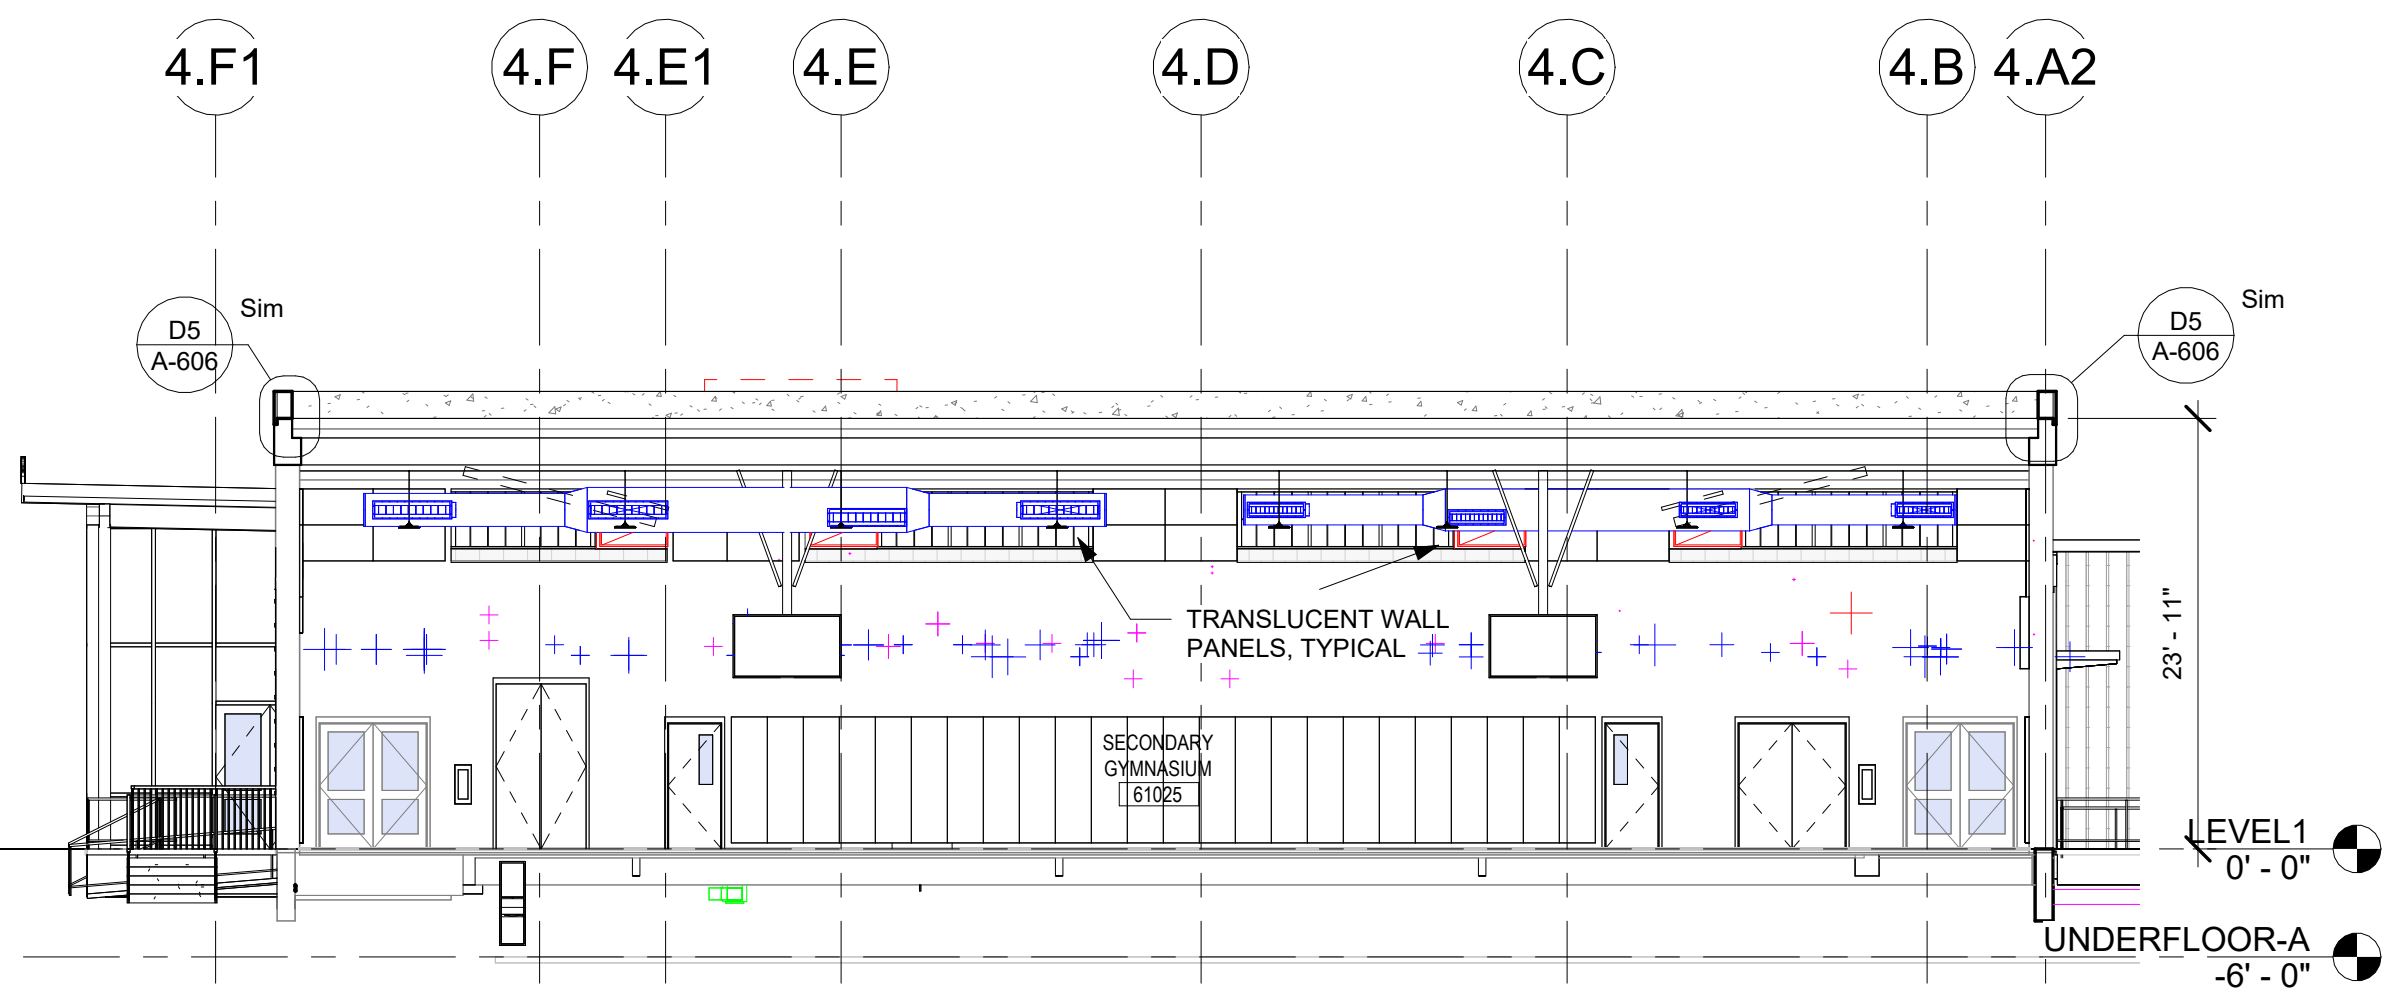 4.F1
4.F
4.E1
4.E
4.D
4.C
4.B
4.A2
D5
A-606
Sim
D5
A-606
Sim
TRANSLUCENT WALL
PANELS, TYPICAL
23' - 11"
SECONDARY
GYMNASIUM
61025
LEVEL1
0' - 0"
UNDERFLOOR-A
-6' - 0"